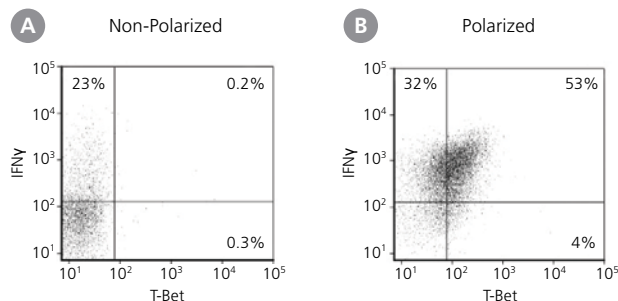 A Non-Polarized
IFNγ
10⁵
10⁴
10³
10²
10¹
23% 0.2%
0.3%
10¹ 10² 10³ 10⁴ 10⁵
T-Bet
B Polarized
IFNγ
10⁵
10⁴
10³
10²
10¹
32% 53%
4%
10¹ 10² 10³ 10⁴ 10⁵
T-Bet